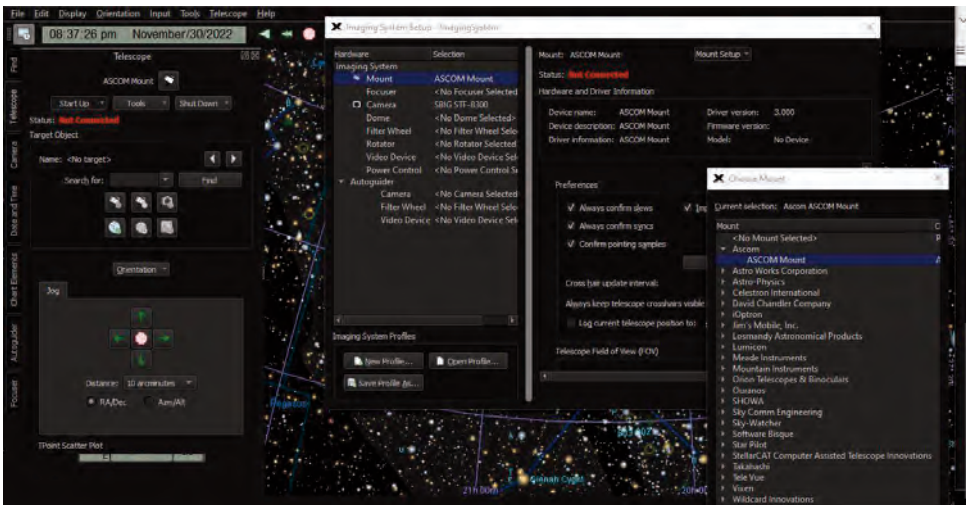 File Edit Display Orientation Input Tools Telescope Help
08:37:26 pm November/30/2022
Find
Telescope
Camera
Date and Time
Chart Elements
Autoguider
Focuser
Telescope
ASCOM Mount
Start Up
Tools
Shut Down
Status: Not Connected
Target Object
Name: <No target>
Search for:
Find
Orientation
Jog
Distance: 10 arcminutes
RA/Dec
Azm/Alt
TPoint Scatter Plot
Imaging System Setup - Imaging System
Hardware Selection
Imaging System
Mount ASCOM Mount
Focuser <No Focuser Selected
Camera SBIG STF-8300
Dome <No Dome Selected>
Filter Wheel <No Filter Wheel Sele
Rotator <No Rotator Selected
Video Device <No Video Device Sel
Power Control <No Power Control Se
Autoguider
Camera <No Camera Selected
Filter Wheel <No Filter Wheel Sele
Video Device <No Video Device Sele
Imaging System Profiles
New Profile...
Open Profile...
Save Profile As...
Mount: ASCOM Mount
Mount Setup
Status: Not Connected
Hardware and Driver Information
Device name: ASCOM Mount Driver version: 3.000
Device description: ASCOM Mount Firmware version:
Driver information: ASCOM Mount Model: No Device
Preferences
Always confirm slews
Always confirm syncs
Confirm pointing samples
Cross hair update interval:
Always keep telescope crosshairs visible
Log current telescope position to:
Telescope Field of View (FOV)
Choose Mount
Current selection: Ascom ASCOM Mount
Mount
<No Mount Selected>
Ascom
ASCOM Mount
Astro Works Corporation
Astro-Physics
Celestron International
David Chandler Company
iOptron
Jim's Mobile, Inc.
Losmandy Astronomical Products
Lumicon
Meade Instruments
Mountain Instruments
Orion Telescopes & Binoculars
Ouranos
SHOWA
Sky Comm Engineering
Sky-Watcher
Software Bisque
Star Pilot
StellarCAT Computer Assisted Telescope Innovations
Takahashi
Tele Vue
Vixen
Wildcard Innovations
Pegasus
21h 00m